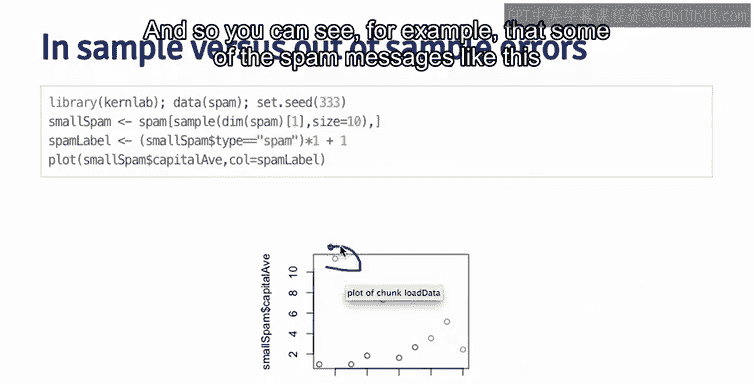 And so you can see, for example, that some
of the spam messages like this
In sample versus out of sample errors
library(kernlab); data(spam); set.seed(333)
smallSpam <- spam[sample(dim(spam)[1],size=10),]
spamLabel <- (smallSpam$type=="spam")*1 + 1
plot(smallSpam$capitalAve,col=spamLabel)
smallSpam$capitalAve
10
8
6
4
2
plot of chunk loadData